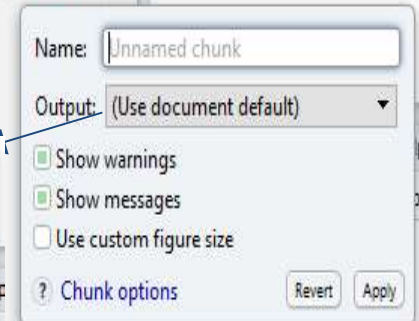 Name: Unnamed chunk
Output: (Use document default)
Show warnings
Show messages
Use custom figure size
? Chunk options Revert Apply